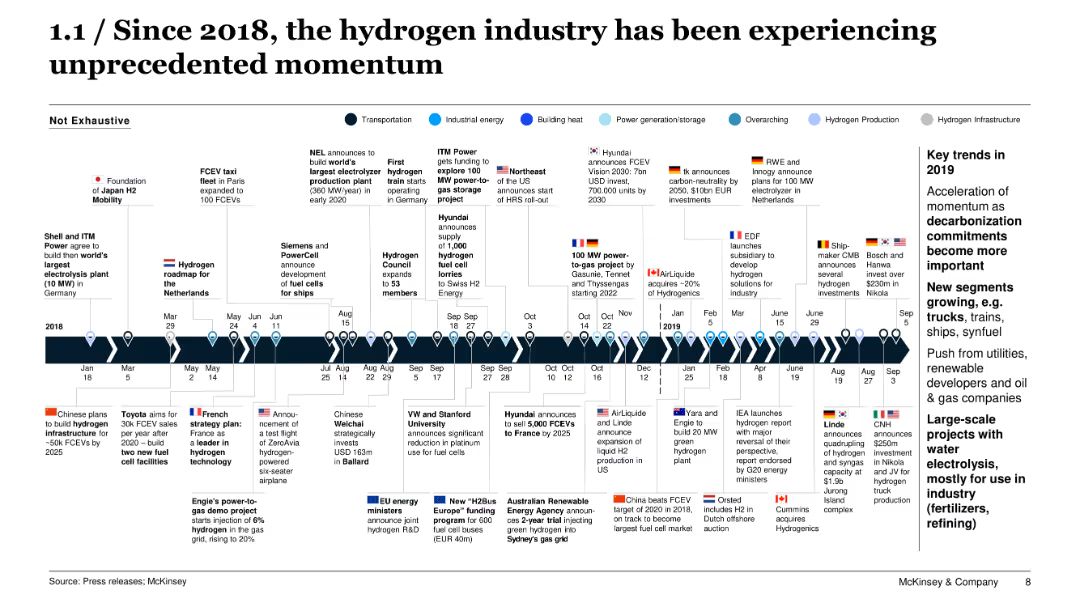 1.1 / Since 2018, the hydrogen industry has been experiencing
unprecedented momentum
Not Exhaustive
Transportation
Industrial energy
Building heat
Power generation/storage
Overarching
Hydrogen Production
Hydrogen Infrastructure
Foundation
of Japan H2
Mobility
FCEV taxi
fleet in Paris
expanded to
100 FCEVs
NEL announces to
build world's
largest electrolyzer
production plant
(360 MW/year) in
early 2020
First
hydrogen
train starts
operating
in Germany
ITM Power
gets funding to
explore 100
MW power-to-
gas storage
project
Northeast
of the US
announces start
of HRS roll-out
Hyundai
announces FCEV
Vision 2030: 7bn
USD invest,
700.000 units by
2030
tk announces
carbon-neutrality by
2050, $10bn EUR
investments
RWE and
Innogy announce
plans for 100 MW
electrolyzer in
Netherlands
Shell and ITM
Power agree to
build then world's
largest
electrolysis plant
(10 MW) in
Germany
Hydrogen
roadmap for
the
Netherlands
Siemens and
PowerCell
announce
development
of fuel cells
for ships
Hydrogen
Council
expands
to 53
members
Hyundai
announces
supply
of 1,000
hydrogen
fuel cell
lorries
to Swiss H2
Energy
100 MW power-
to-gas project by
Gasunie, Tennet
and Thyssengas
starting 2022
AirLiquide
acquires ~20%
of Hydrogenics
EDF
launches
subsidiary to
develop
hydrogen
solutions for
industry
Ship-
maker CMB
announces
several
hydrogen
investments
Bosch and
Hanwa
invest over
$230m in
Nikola
2018
Mar
29
May
24
Jun
4
Jun
11
Aug
15
Sep
18
Sep
27
Oct
3
Oct
14
Oct
22
Nov
2019
Jan
Feb
5
Mar
June
15
June
29
Sep
5
Jan
16
Mar
5
May
2
May
14
Jul
25
Aug
14
Aug
22
Aug
29
Sep
5
Sep
17
Sep
27
Sep
28
Oct
10
Oct
12
Oct
16
Dec
12
Jan
25
Feb
18
Apr
8
June
19
Aug
19
Aug
27
Sep
3
Chinese plans
to build hydrogen
infrastructure for
~50k FCEVs by
2025
Toyota aims for
30k FCEV sales
per year after
2020 – build
two new fuel
cell facilities
French
strategy plan:
France as
a leader in
hydrogen
technology
Announ-
cement of
a test flight
of ZeroAvia,
hydrogen-
powered
six-seater
airplane
Chinese
Weichai
strategically
invests
USD 163m
in Ballard
VW and Stanford
University
announces significant
reduction in platinum
use for fuel cells
Hyundai announces
to sell 5,000 FCEVs
to France by 2025
AirLiquide
and Linde
announce
expansion of
liquid H2
production in
US
Yara and
Engie to
build 20 MW
green
hydrogen
plant
IEA launches
hydrogen report
with major
reversal of their
perspective,
report endorsed
by G20 energy
ministers
Linde
announces
quadrupling
of hydrogen
and syngas
capacity at
$1.9b
Jurong
Island
complex
CNH
announces
$250m
investment
in Nikola
and JV for
hydrogen
truck
production
Engie's power-to-
gas demo project
starts injection of 6%
hydrogen in the gas
grid, rising to 20%
EU energy
ministers
announce joint
hydrogen R&D
New "H2Bus
Europe" funding
program for 600
fuel cell buses
(EUR 40m)
Australian Renewable
Energy Agency announ-
ces 2-year trial injecting
green hydrogen into
Sydney's gas grid
China beats FCEV
target of 2020 in 2018,
on track to become
largest fuel cell market
Orsted
includes H2 in
Dutch offshore
auction
Cummins
acquires
Hydrogenics
Key trends in
2019
Acceleration of
momentum as
decarbonization
commitments
become more
important
New segments
growing, e.g.
trucks, trains,
ships, synfuel
Push from utilities,
renewable
developers and oil
& gas companies
Large-scale
projects with
water
electrolysis,
mostly for use in
industry
(fertilizers,
refining)
Source: Press releases; McKinsey
McKinsey & Company
8